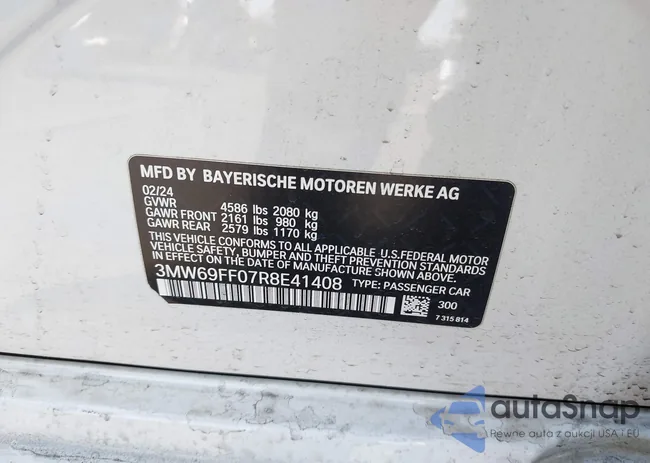 MFD BY BAYERISCHE MOTOREN WERKE AG
02/24
GVWR 4586 lbs 2080 kg
GAWR FRONT 2161 lbs 980 kg
GAWR REAR 2579 lbs 1170 kg
THIS VEHICLE CONFORMS TO ALL APPLICABLE U.S.FEDERAL MOTOR
VEHICLE SAFETY, BUMPER AND THEFT PREVENTION
STANDARDS IN EFFECT ON THE DATE OF MANUFACTURE SHOWN ABOVE.
3MW69FF07R8E41408 TYPE: PASSENGER CAR
300
7 315 814
autoSnap
Pewne auta z aukcji USA i EU